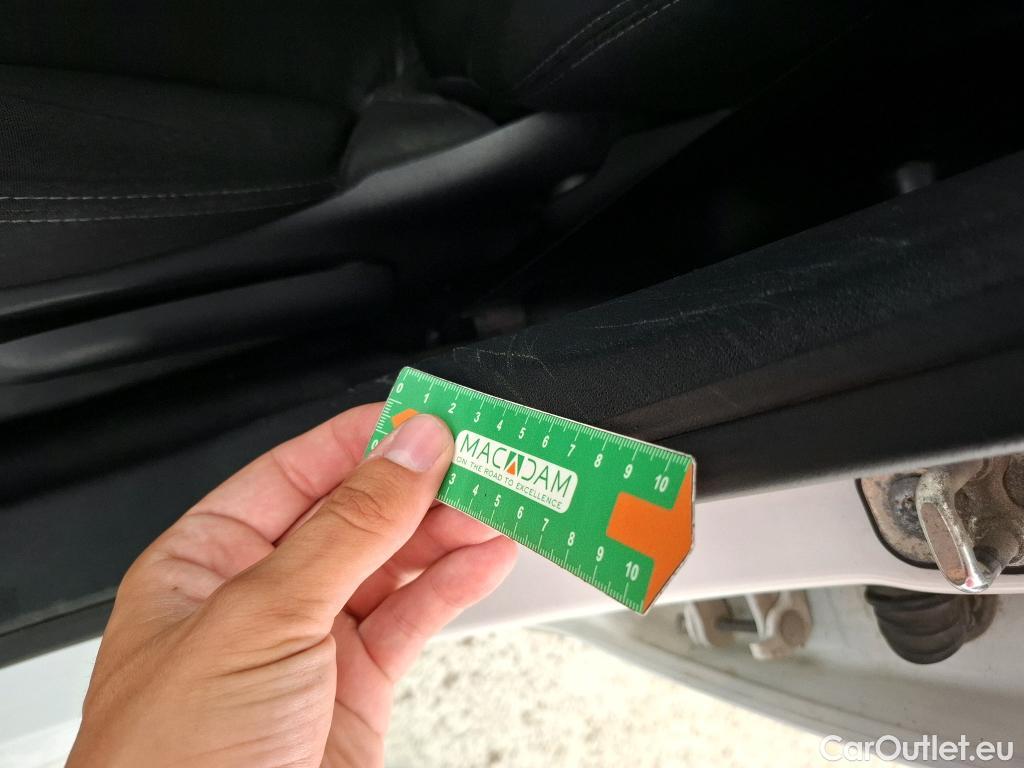 0 1 2 3 4 5 6 7 8 9 10
MACADAM
ON THE ROAD TO EXCELLENCE
3 4 5 6 7 8 9 10
CarOutlet.eu